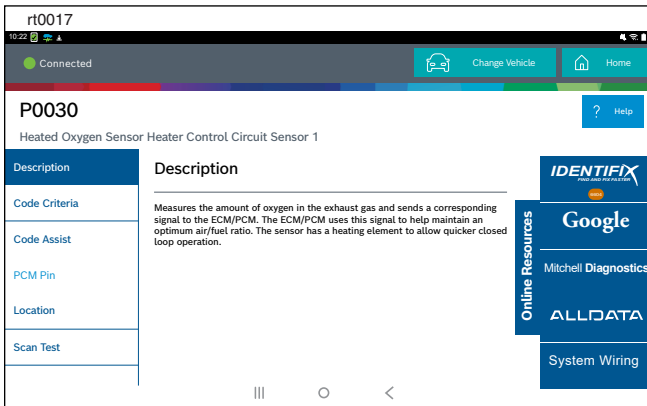 rt0017
10:22
Connected
Change Vehicle
Home
P0030
? Help
Heated Oxygen Sensor Heater Control Circuit Sensor 1
Description
Code Criteria
Code Assist
PCM Pin
Location
Scan Test
Description
Measures the amount of oxygen in the exhaust gas and sends a corresponding
signal to the ECM/PCM. The ECM/PCM uses this signal to help maintain an
optimum air/fuel ratio. The sensor has a heating element to allow quicker closed
loop operation.
Online Resources
IDENTIFIX
FIND AND FIX FASTER
Google
Mitchell Diagnostics
ALLDATA
System Wiring